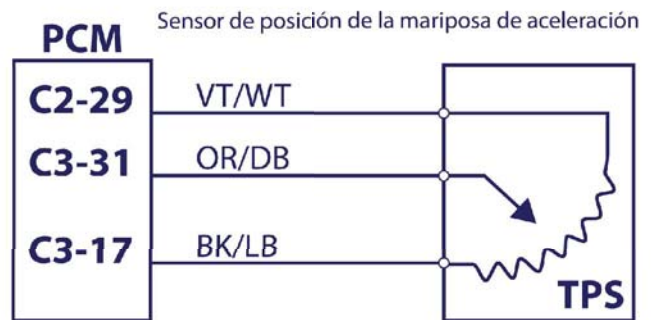 Sensor de posición de la mariposa de aceleración
PCM
C2-29 VT/WT
C3-31 OR/DB
C3-17 BK/LB
TPS